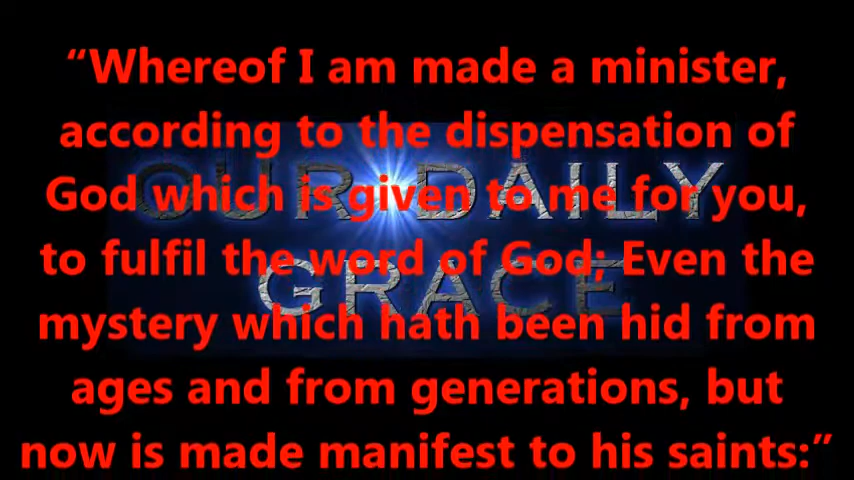 “Whereof I am made a minister,
according to the dispensation of
God which is given to me for you,
to fulfil the word of God; Even the
mystery which hath been hid from
ages and from generations, but
now is made manifest to his saints:”
OUR DAILY
GRACE